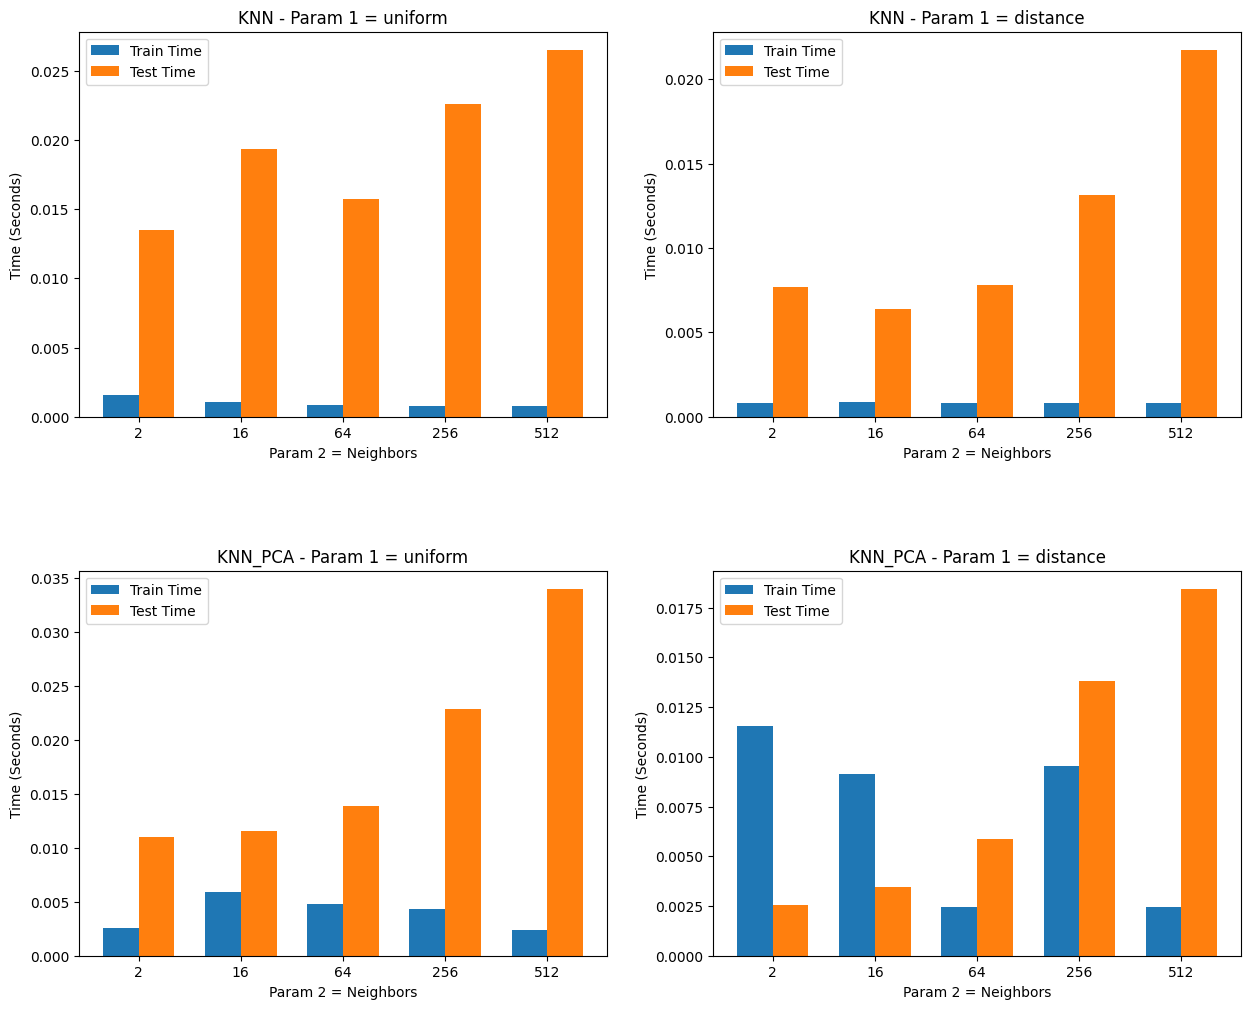 KNN - Param 1 = uniform
Train Time
Test Time
Time (Seconds)
0.025
0.020
0.015
0.010
0.005
0.000
2 16 64 256 512
Param 2 = Neighbors
KNN - Param 1 = distance
Train Time
Test Time
Time (Seconds)
0.020
0.015
0.010
0.005
0.000
2 16 64 256 512
Param 2 = Neighbors
KNN_PCA - Param 1 = uniform
Train Time
Test Time
Time (Seconds)
0.035
0.030
0.025
0.020
0.015
0.010
0.005
0.000
2 16 64 256 512
Param 2 = Neighbors
KNN_PCA - Param 1 = distance
Train Time
Test Time
Time (Seconds)
0.0175
0.0150
0.0125
0.0100
0.0075
0.0050
0.0025
0.0000
2 16 64 256 512
Param 2 = Neighbors